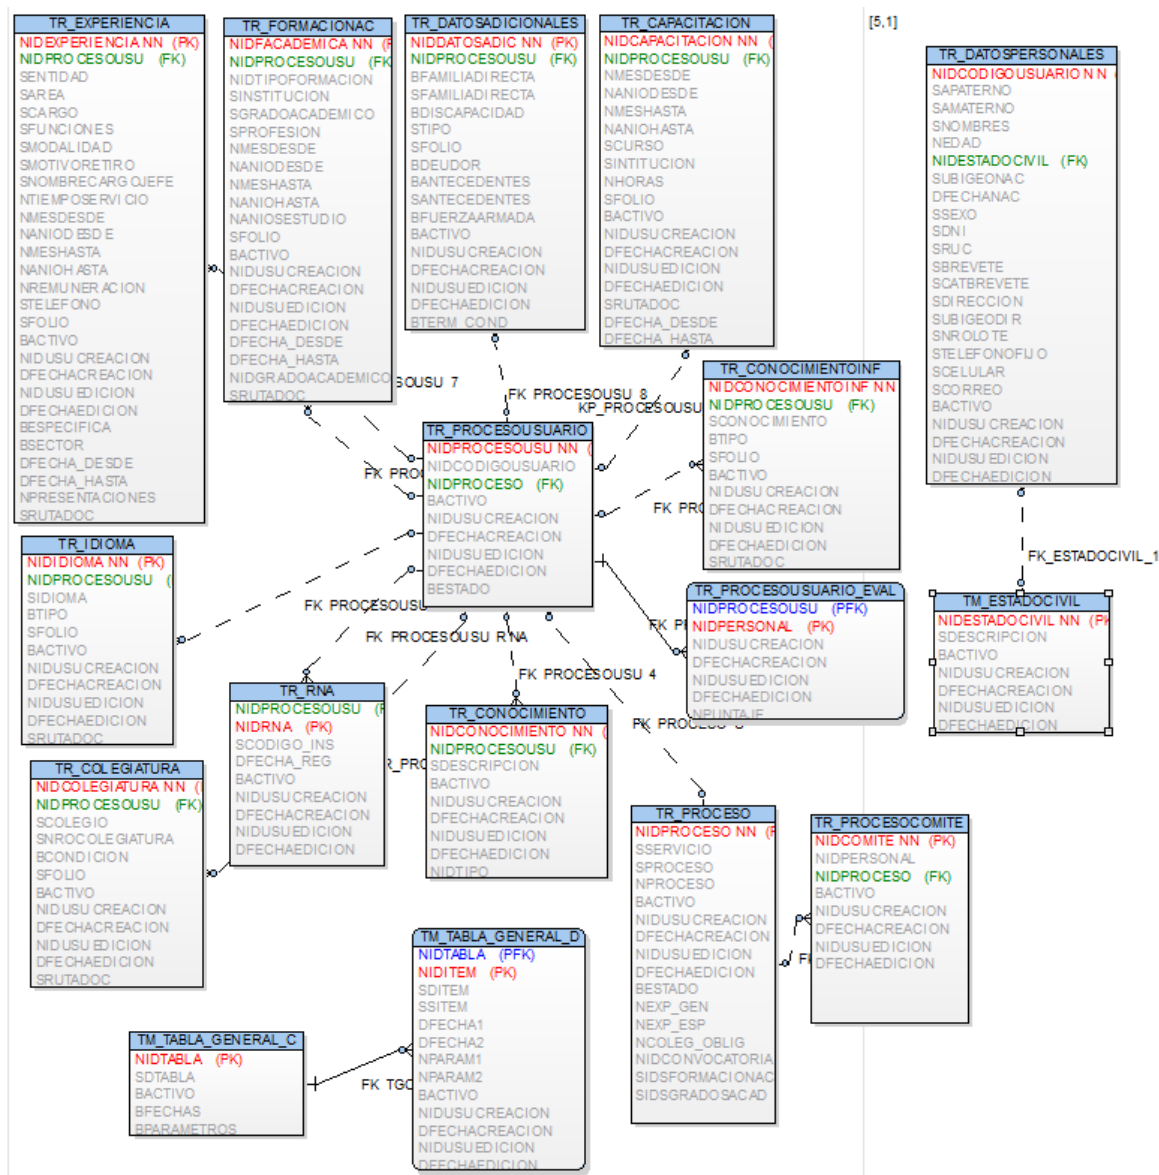 TR_EXPERIENCIA
NIDEXPERIENCIA NN (PK)
NIDPROCESOUSU (FK)
SENTIDAD
SAREA
SCARGO
SFUNCIONES
SMODALIDAD
SMOTIVORETIRO
SNOMBRECARGOJEFE
NTIEMPOSERVICIO
NMESDESDE
NANIODESDE
NMESHASTA
NANIOHASTA
NREMUNERACION
STELEFONO
SFOLIO
BACTIVO
NIDUSUCREACION
DFECHACREACION
NIDUSUEDICION
DFECHAEDICION
BESPECIFICA
BSECTOR
DFECHA_DESDE
DFECHA_HASTA
NPRESENTACIONES
SRUTADOC
TR_FORMACIONAC
NIDFACADEMICA NN (
NIDPROCESOUSU (FK
NIDTIPOFORMACION
SINSTITUCION
SGRADOACADEMICO
SPROFESION
NMESDESDE
NANIODESDE
NMESHASTA
NANIOHASTA
NANIOSESTUDIO
SFOLIO
BACTIVO
NIDUSUCREACION
DFECHACREACION
NIDUSUEDICION
DFECHAEDICION
DFECHA_DESDE
DFECHA_HASTA
NIDGRADOACADEMICO
SRUTADOC
TR_DATOSADICIONALES
NIDDATOSADIC NN (PK)
NIDPROCESOUSU (FK)
BFAMILIADIRECTA
SFAMILIADIRECTA
BDISCAPACIDAD
STIPO
SFOLIO
BDEUDOR
BANTECEDENTES
SANTECEDENTES
BFUERZAARMADA
BACTIVO
NIDUSUCREACION
DFECHACREACION
NIDUSUEDICION
DFECHAEDICION
BTERM_COND
TR_CAPACITACION
NIDCAPACITACION NN (
NIDPROCESOUSU (FK)
NMESDESDE
NANIODESDE
NMESHASTA
NANIOHASTA
SCURSO
SINTITUCION
NHORAS
SFOLIO
BACTIVO
NIDUSUCREACION
DFECHACREACION
NIDUSUEDICION
DFECHAEDICION
SRUTADOC
DFECHA_DESDE
DFECHA_HASTA
[5,1]
TR_DATOSPERSONALES
NIDCODIGOUSUARIO NN (
SAPATERNO
SAMATERNO
SNOMBRES
NEDAD
NIDESTADOCIVIL (FK)
SUBIGEONAC
DFECHANAC
SSEXO
SDNI
SRUC
SBREVETE
SCATBREVETE
SDIRECCION
SUBIGEODIR
SNROLOTE
STELEFONOFIJO
SCELULAR
SCORREO
BACTIVO
NIDUSUCREACION
DFECHACREACION
NIDUSUEDICION
DFECHAEDICION
SOUSU 7
FK PROCESOUSU 8
KP_PROCESOUSU
TR_CONOCIMIENTOINF
NIDCONOCIMIENTOINF NN
NIDPROCESOUSU (FK)
SCONOCIMIENTO
BTIPO
SFOLIO
BACTIVO
NIDUSUCREACION
DFECHACREACION
NIDUSUEDICION
DFECHAEDICION
SRUTADOC
TR_PROCESOUSUARIO
NIDPROCESOUSU NN (
NIDCODIGOUSUARIO
NIDPROCESO (FK)
BACTIVO
NIDUSUCREACION
DFECHACREACION
NIDUSUEDICION
DFECHAEDICION
BESTADO
FK PRO
FK PRO
FK_ESTADOCIVIL_1
TR_IDIOMA
NIDIDIOMA NN (PK)
NIDPROCESOUSU (
SIDIOMA
BTIPO
SFOLIO
BACTIVO
NIDUSUCREACION
DFECHACREACION
NIDUSUEDICION
DFECHAEDICION
SRUTADOC
FK PROCESOUSU
FK PROCESOUSU RNA
FK PROCESOUSU 4
FK P
TR_PROCESOUSUARIO_EVAL
NIDPROCESOUSU (PFK)
NIDPERSONAL (PK)
NIDUSUCREACION
DFECHACREACION
NIDUSUEDICION
DFECHAEDICION
NPUNTAJE
TM_ESTADOCIVIL
NIDESTADOCIVIL NN (PK
SDESCRIPCION
BACTIVO
NIDUSUCREACION
DFECHACREACION
NIDUSUEDICION
DFECHAEDICION
TR_RNA
NIDPROCESOUSU (F
NIDRNA (PK)
SCODIGO_INS
DFECHA_REG
BACTIVO
NIDUSUCREACION
DFECHACREACION
NIDUSUEDICION
DFECHAEDICION
R_PRO
TR_CONOCIMIENTO
NIDCONOCIMIENTO NN (
NIDPROCESOUSU (FK)
SDESCRIPCION
BACTIVO
NIDUSUCREACION
DFECHACREACION
NIDUSUEDICION
DFECHAEDICION
NIDTIPO
TR_COLEGIATURA
NIDCOLEGIATURA NN (
NIDPROCESOUSU (FK)
SCOLEGIO
SNROCOLEGIATURA
BCONDICION
SFOLIO
BACTIVO
NIDUSUCREACION
DFECHACREACION
NIDUSUEDICION
DFECHAEDICION
SRUTADOC
TR_PROCESO
NIDPROCESO NN (P
SSERVICIO
SPROCESO
NPROCESO
BACTIVO
NIDUSUCREACION
DFECHACREACION
NIDUSUEDICION
DFECHAEDICION
BESTADO
NEXP_GEN
NEXP_ESP
NCOLEG_OBLIG
NIDCONVOCATORIA
SIDSFORMACIONAC
SIDSGRADOSACAD
TR_PROCESOCOMITE
NIDCOMITE NN (PK)
NIDPERSONAL
NIDPROCESO (FK)
BACTIVO
NIDUSUCREACION
DFECHACREACION
NIDUSUEDICION
DFECHAEDICION
TM_TABLA_GENERAL_D
NIDTABLA (PFK)
NIDITEM (PK)
SDITEM
SSITEM
DFECHA1
DFECHA2
NPARAM1
NPARAM2
BACTIVO
NIDUSUCREACION
DFECHACREACION
NIDUSUEDICION
DFECHAEDICION
TM_TABLA_GENERAL_C
NIDTABLA (PK)
SDTABLA
BACTIVO
BFECHAS
BPARAMETROS
FK TGC